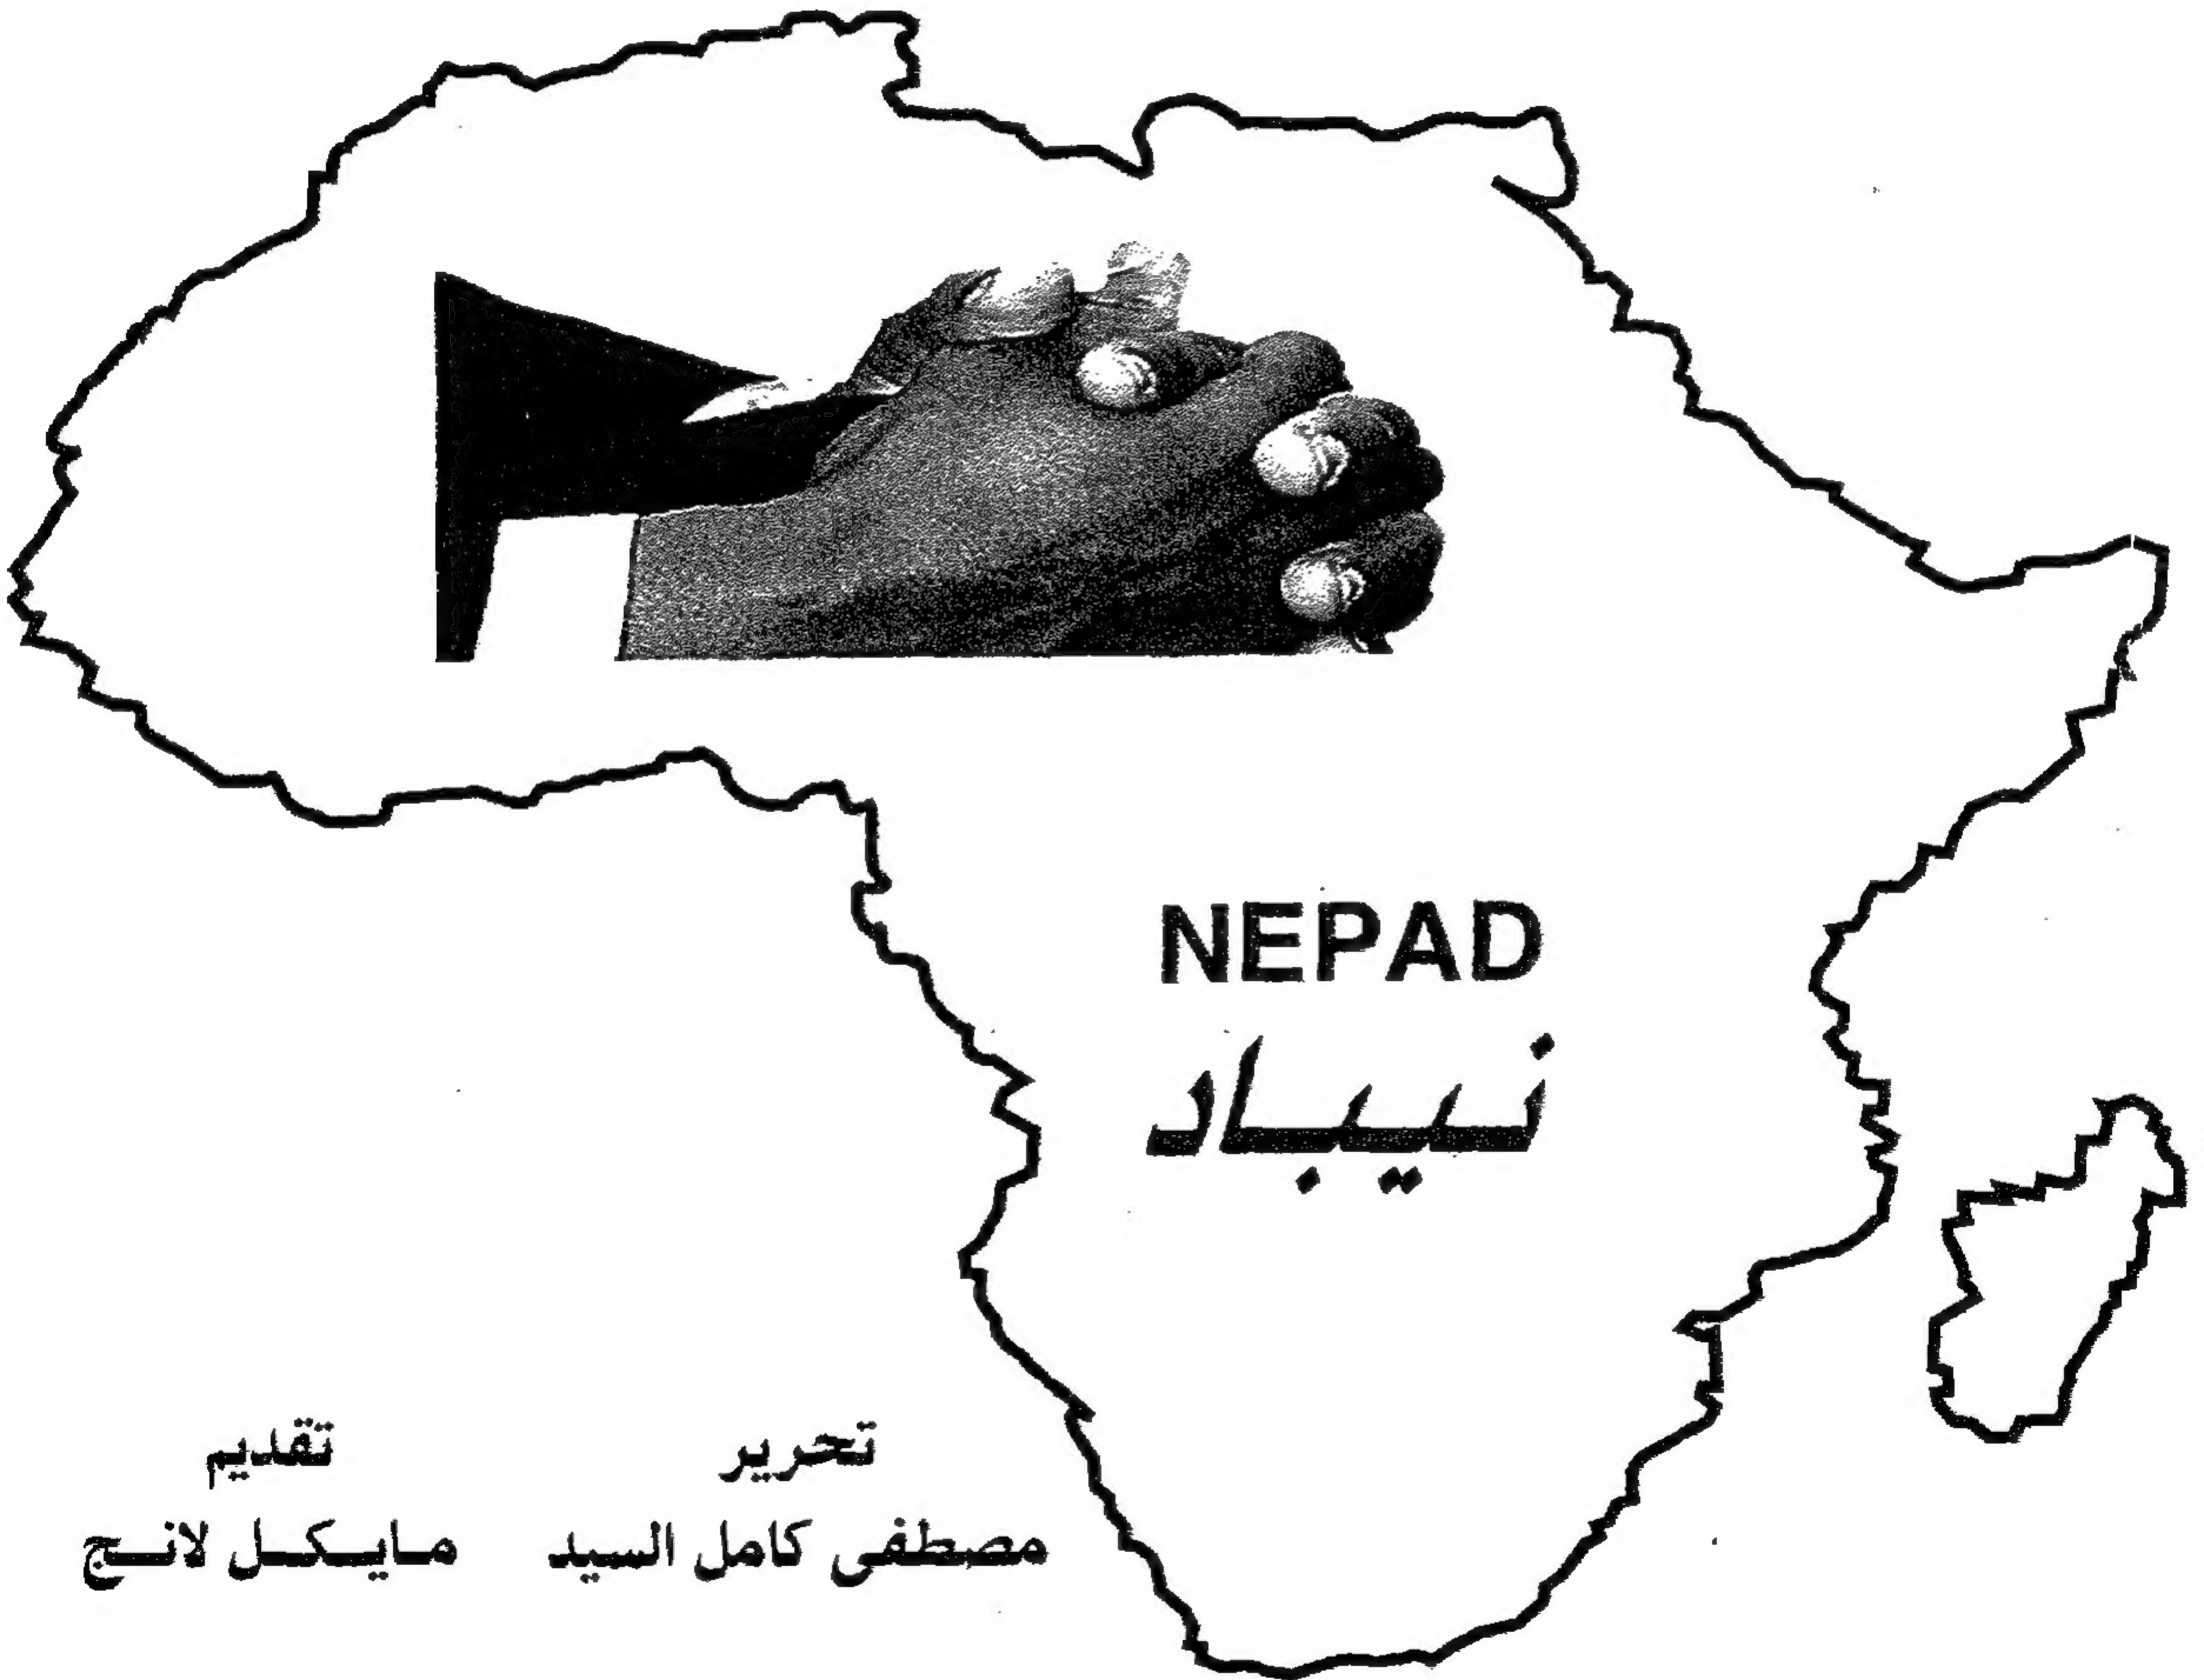 NEPAD
نيباد
تحرير
مصطفى كامل السيد
تقديم
مايكل لانج